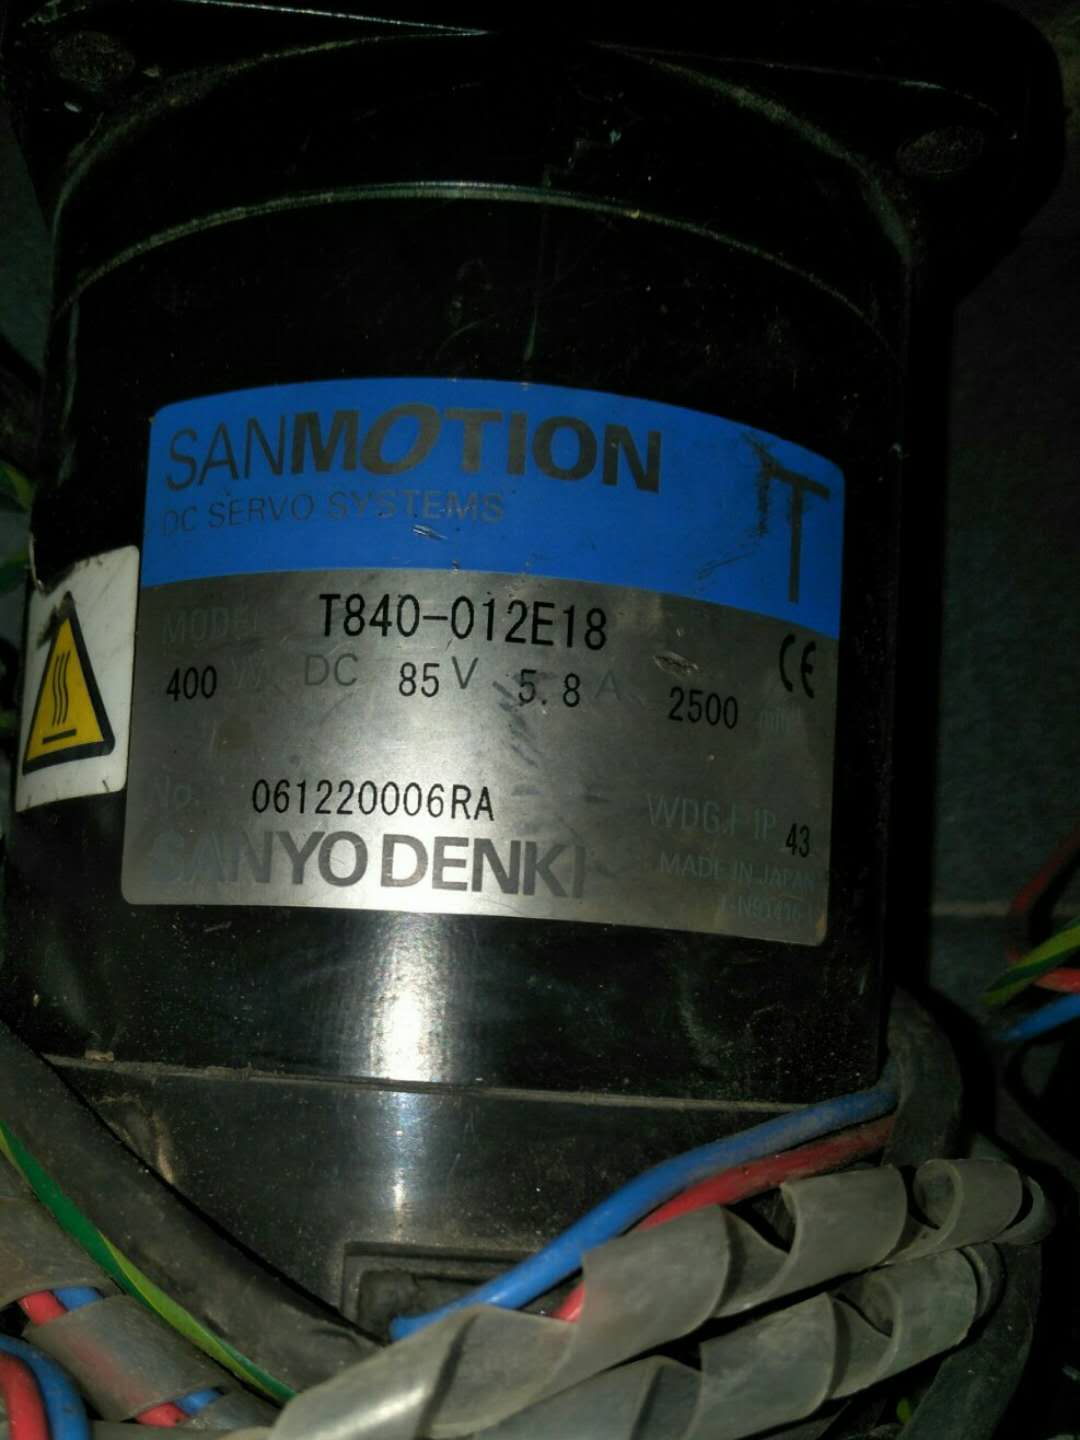 SANMOTION
DC SERVO SYSTEMS
T
MODEL T840-012E18
400 W DC 85 V 5.8 A 2500
CE
No. 061220006RA
WDG.F IP 43
SANYO DENKI
MADE IN JAPAN